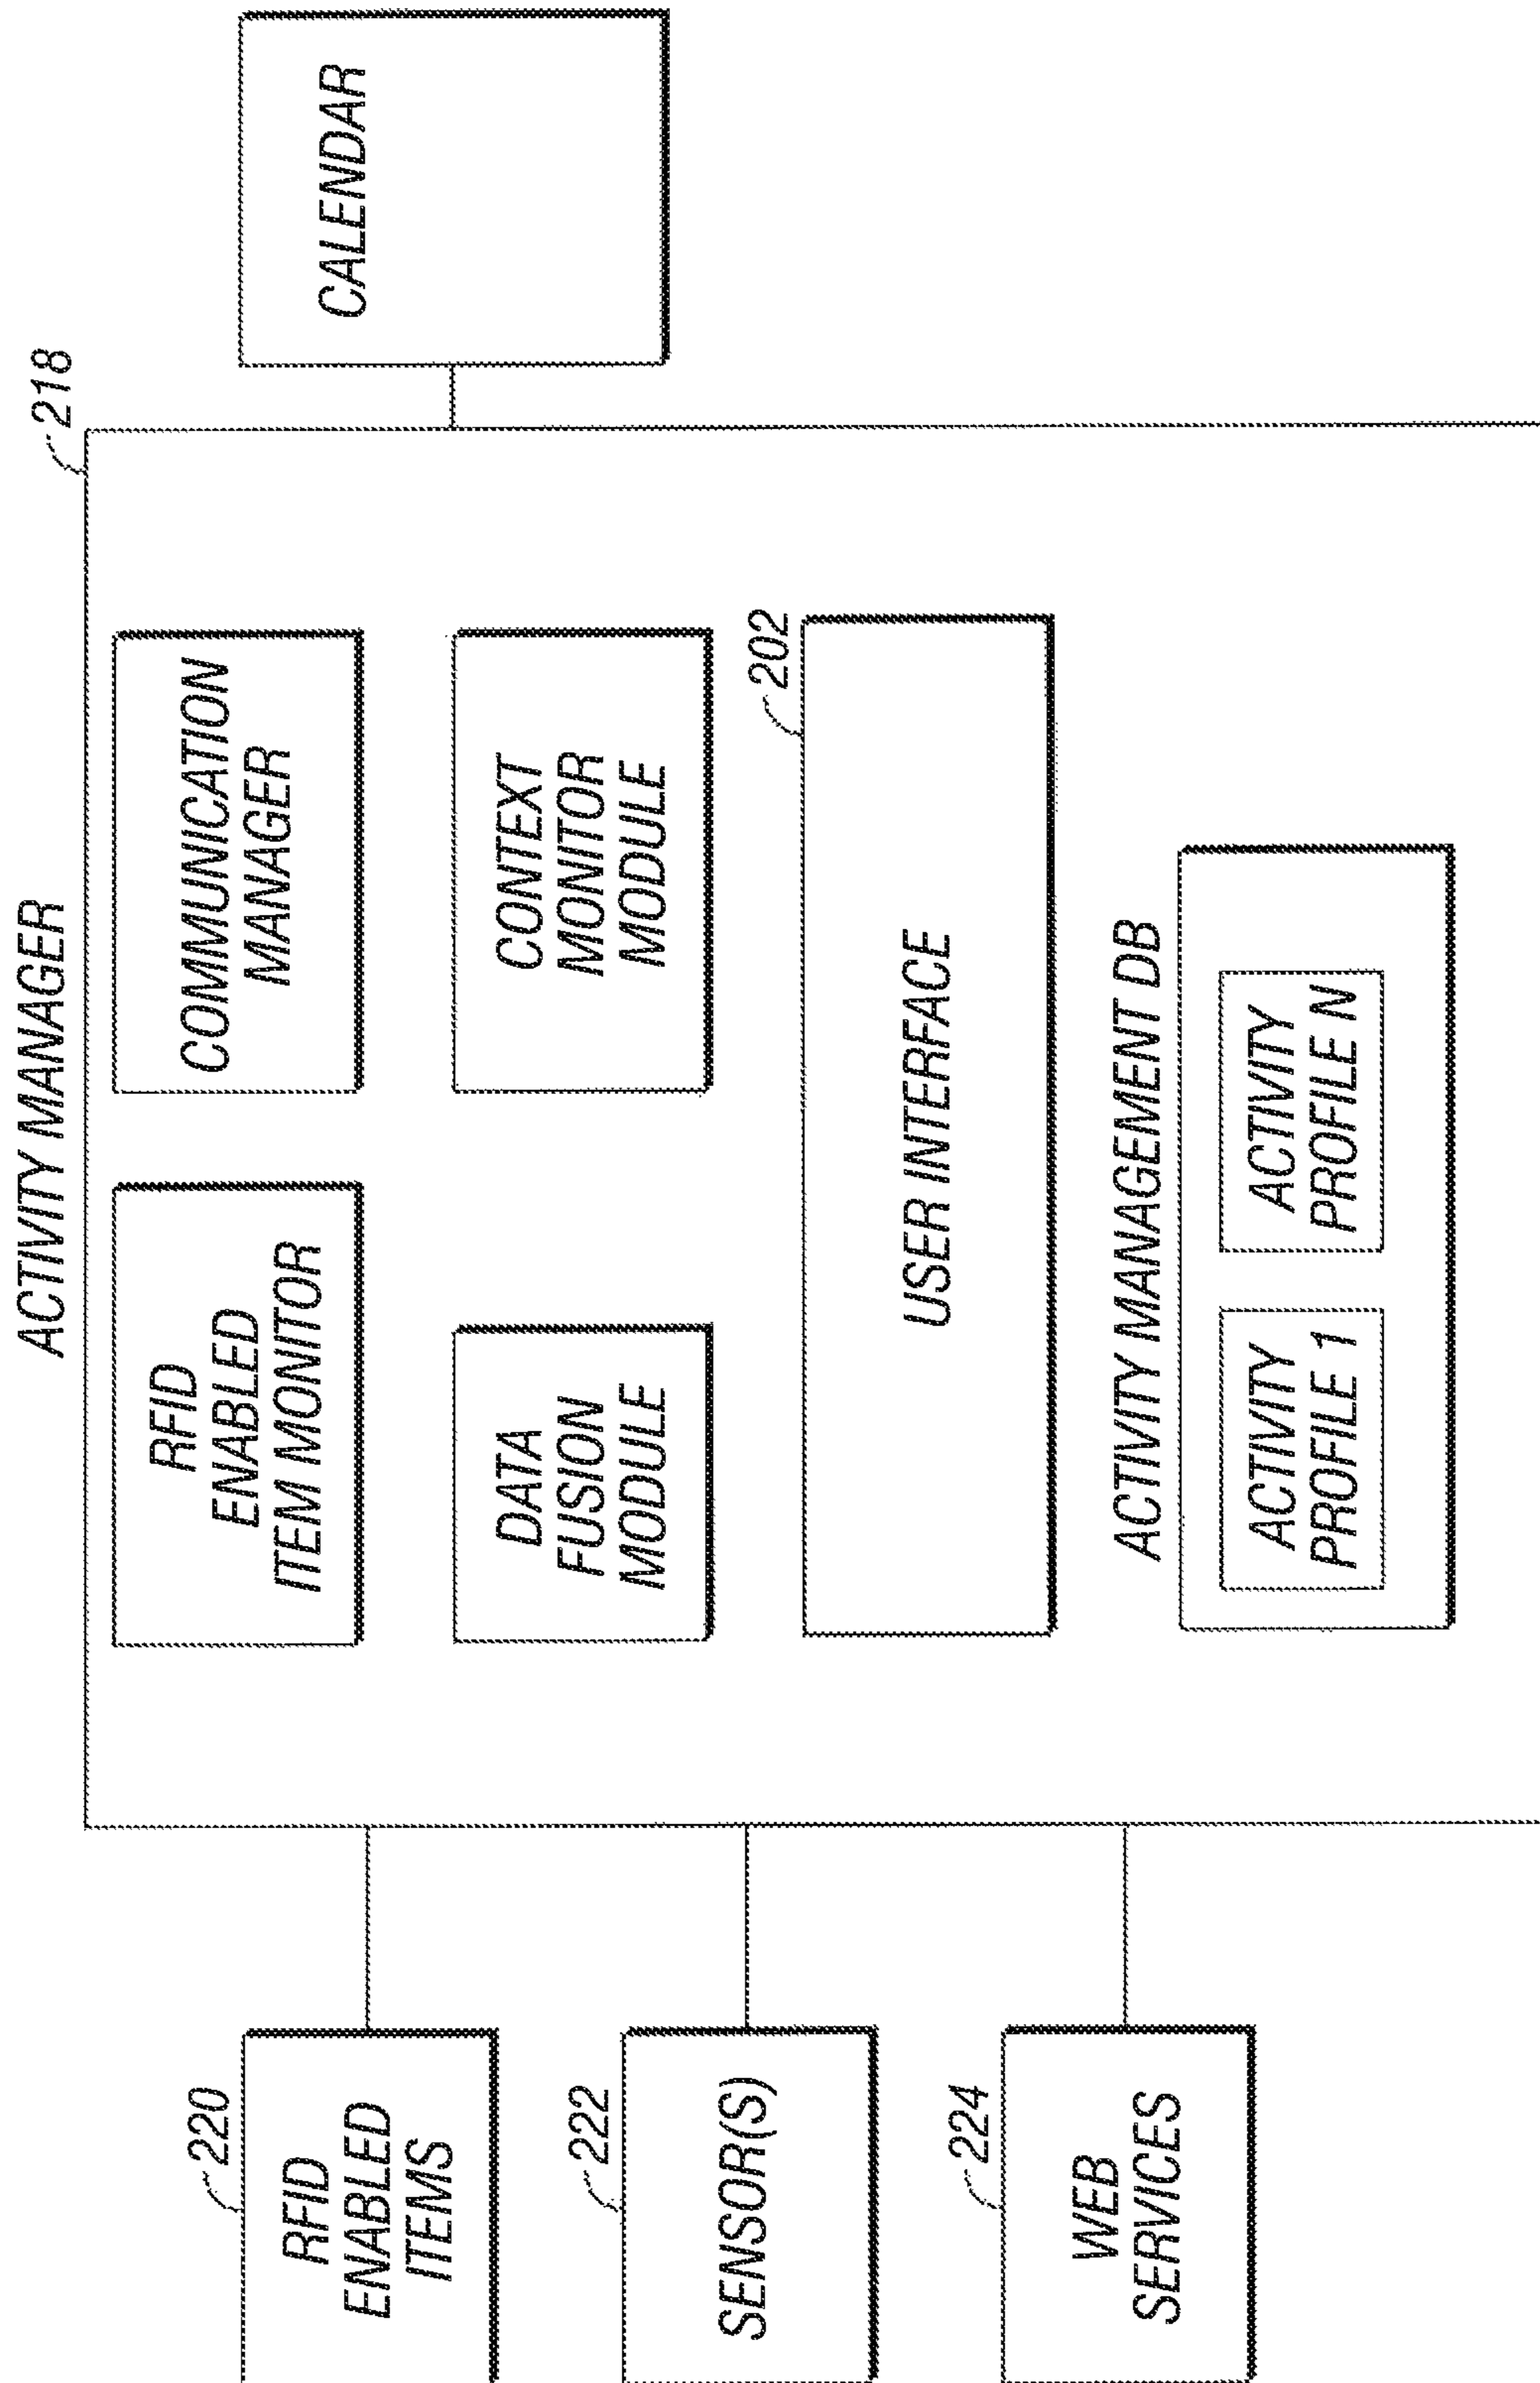 ACTIVITY MANAGER
218
220
RFID
ENABLED
ITEMS
RFID
ENABLED
ITEM MONITOR
COMMUNICATION
MANAGER
CALENDAR
222
SENSOR(S)
DATA
FUSION
MODULE
CONTEXT
MONITOR
MODULE
202
USER INTERFACE
224
WEB
SERVICES
ACTIVITY MANAGEMENT DB
ACTIVITY
PROFILE 1
ACTIVITY
PROFILE N